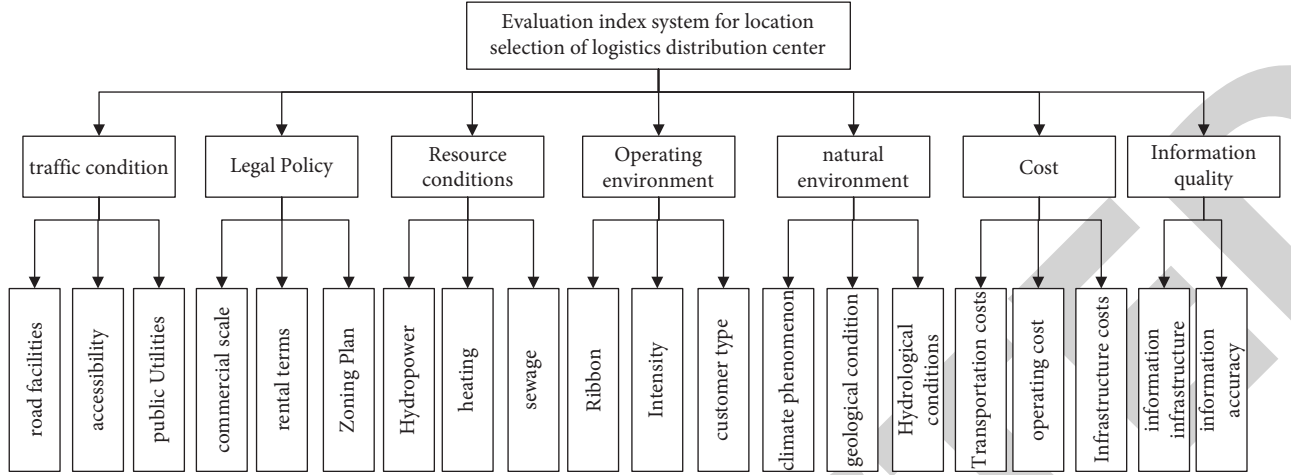 Evaluation index system for location
selection of logistics distribution center
traffic condition
Legal Policy
Resource
conditions
Operating
environment
natural
environment
Cost
Information
quality
road facilities
accessibility
public Utilities
commercial scale
rental terms
Zoning Plan
Hydropower
heating
sewage
Ribbon
Intensity
customer type
climate phenomenon
geological condition
Hydrological
conditions
Transportation costs
operating cost
Infrastructure costs
information
infrastructure
information
accuracy